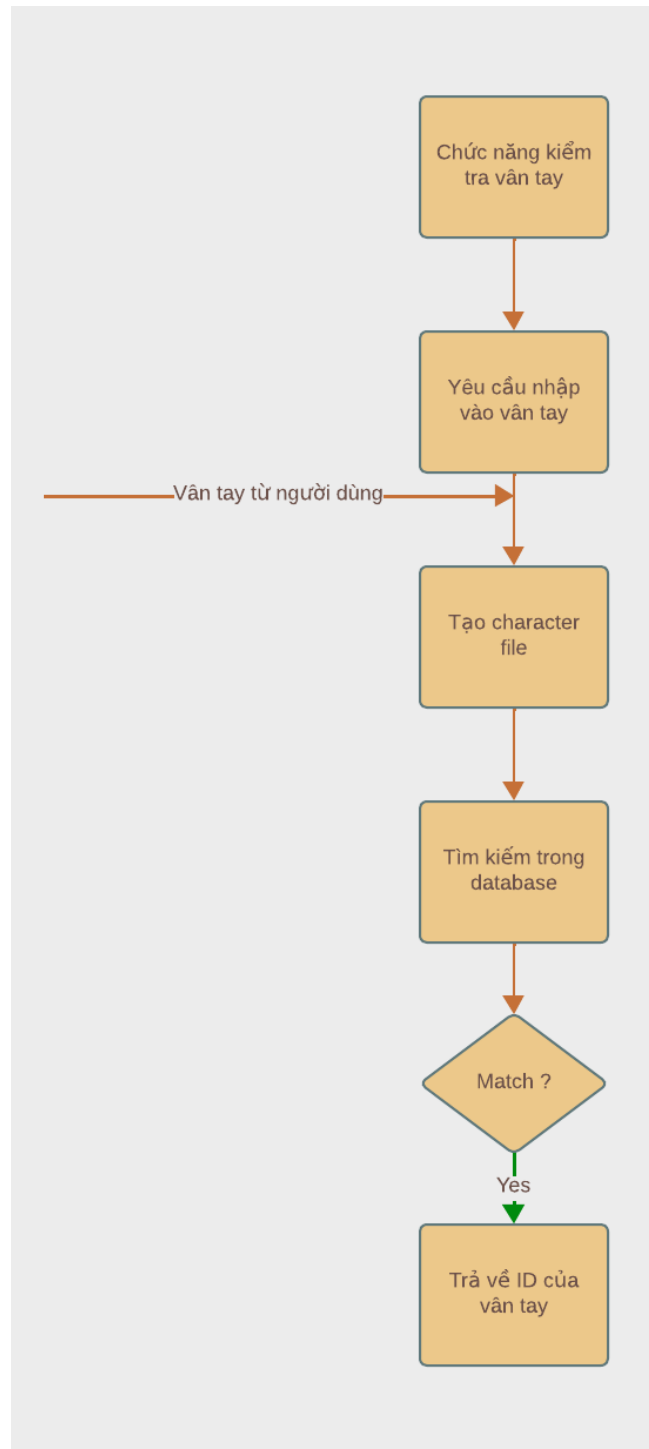 Chức năng kiểm
tra vân tay
Yêu cầu nhập
vào vân tay
Vân tay từ người dùng
Tạo character
file
Tìm kiếm trong
database
Match ?
Yes
Trả về ID của
vân tay